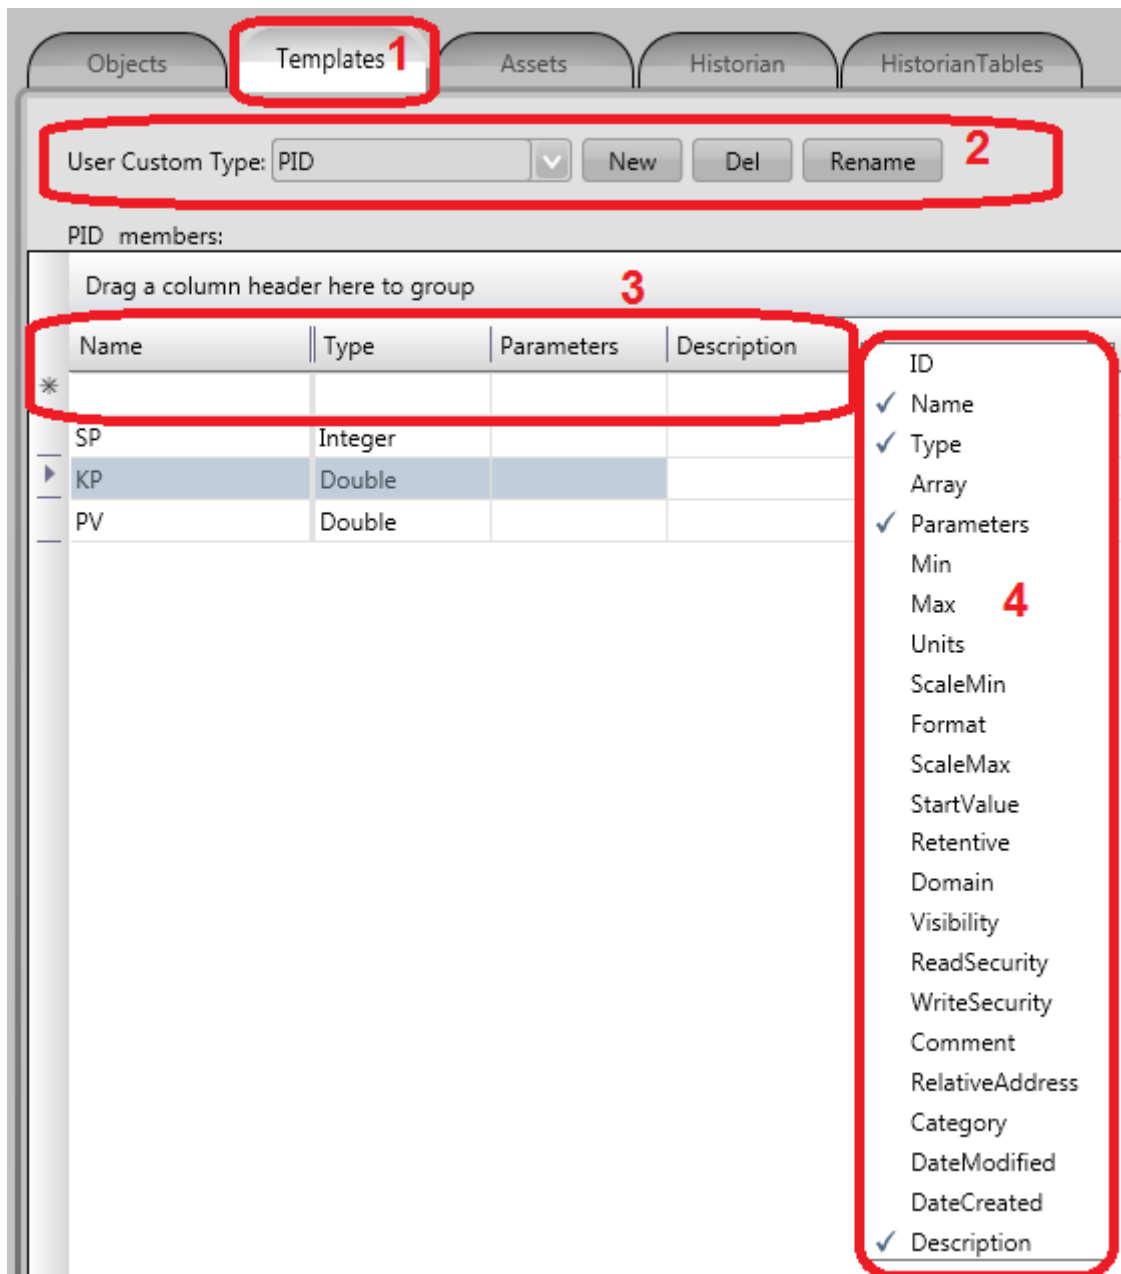 Objects Templates 1 Assets Historian HistorianTables
User Custom Type: PID New Del Rename 2
PID members:
Drag a column header here to group 3
Name Type Parameters Description
SP Integer
KP Double
PV Double
ID
Name
Type
Array
Parameters
Min
Max 4
Units
ScaleMin
Format
ScaleMax
StartValue
Retentive
Domain
Visibility
ReadSecurity
WriteSecurity
Comment
RelativeAddress
Category
DateModified
DateCreated
Description